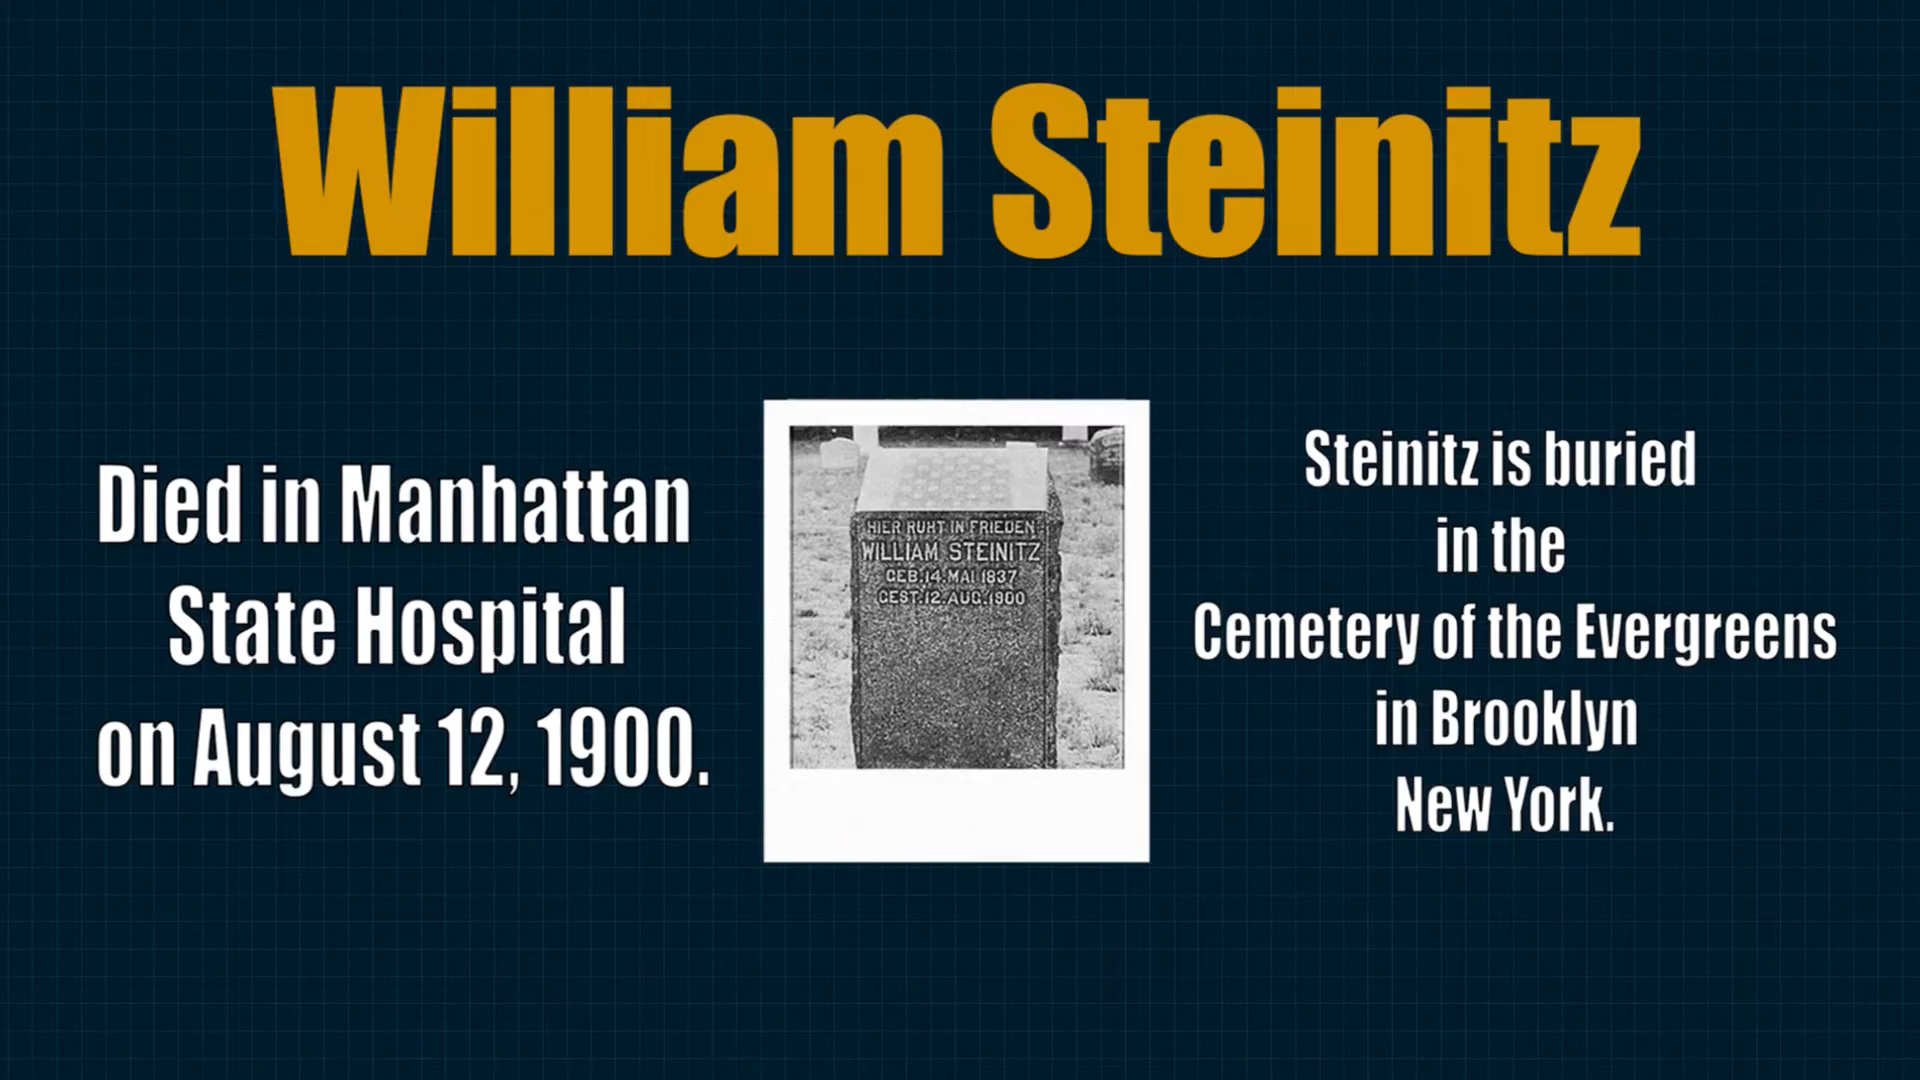 William Steinitz
Died in Manhattan
State Hospital
on August 12, 1900.
HIER RUHT IN FRIEDEN
WILLIAM STEINITZ
GEB. 14. MAI 1837
GEST. 12. AUG. 1900
Steinitz is buried
in the
Cemetery of the Evergreens
in Brooklyn
New York.